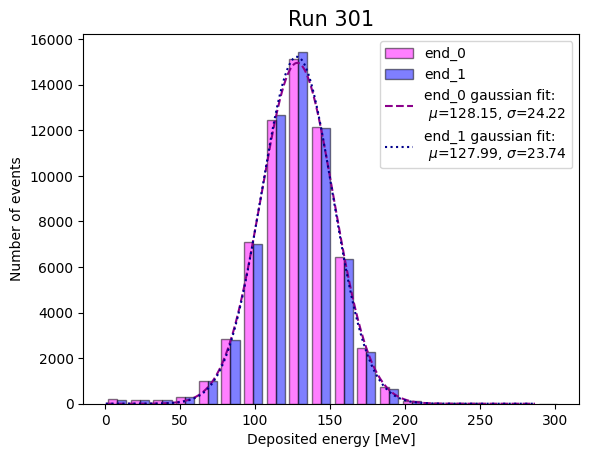 Run 301
end_0
end_1
end_0 gaussian fit:
μ=128.15, σ=24.22
end_1 gaussian fit:
μ=127.99, σ=23.74
Number of events
16000
14000
12000
10000
8000
6000
4000
2000
0
0 50 100 150 200 250 300
Deposited energy [MeV]